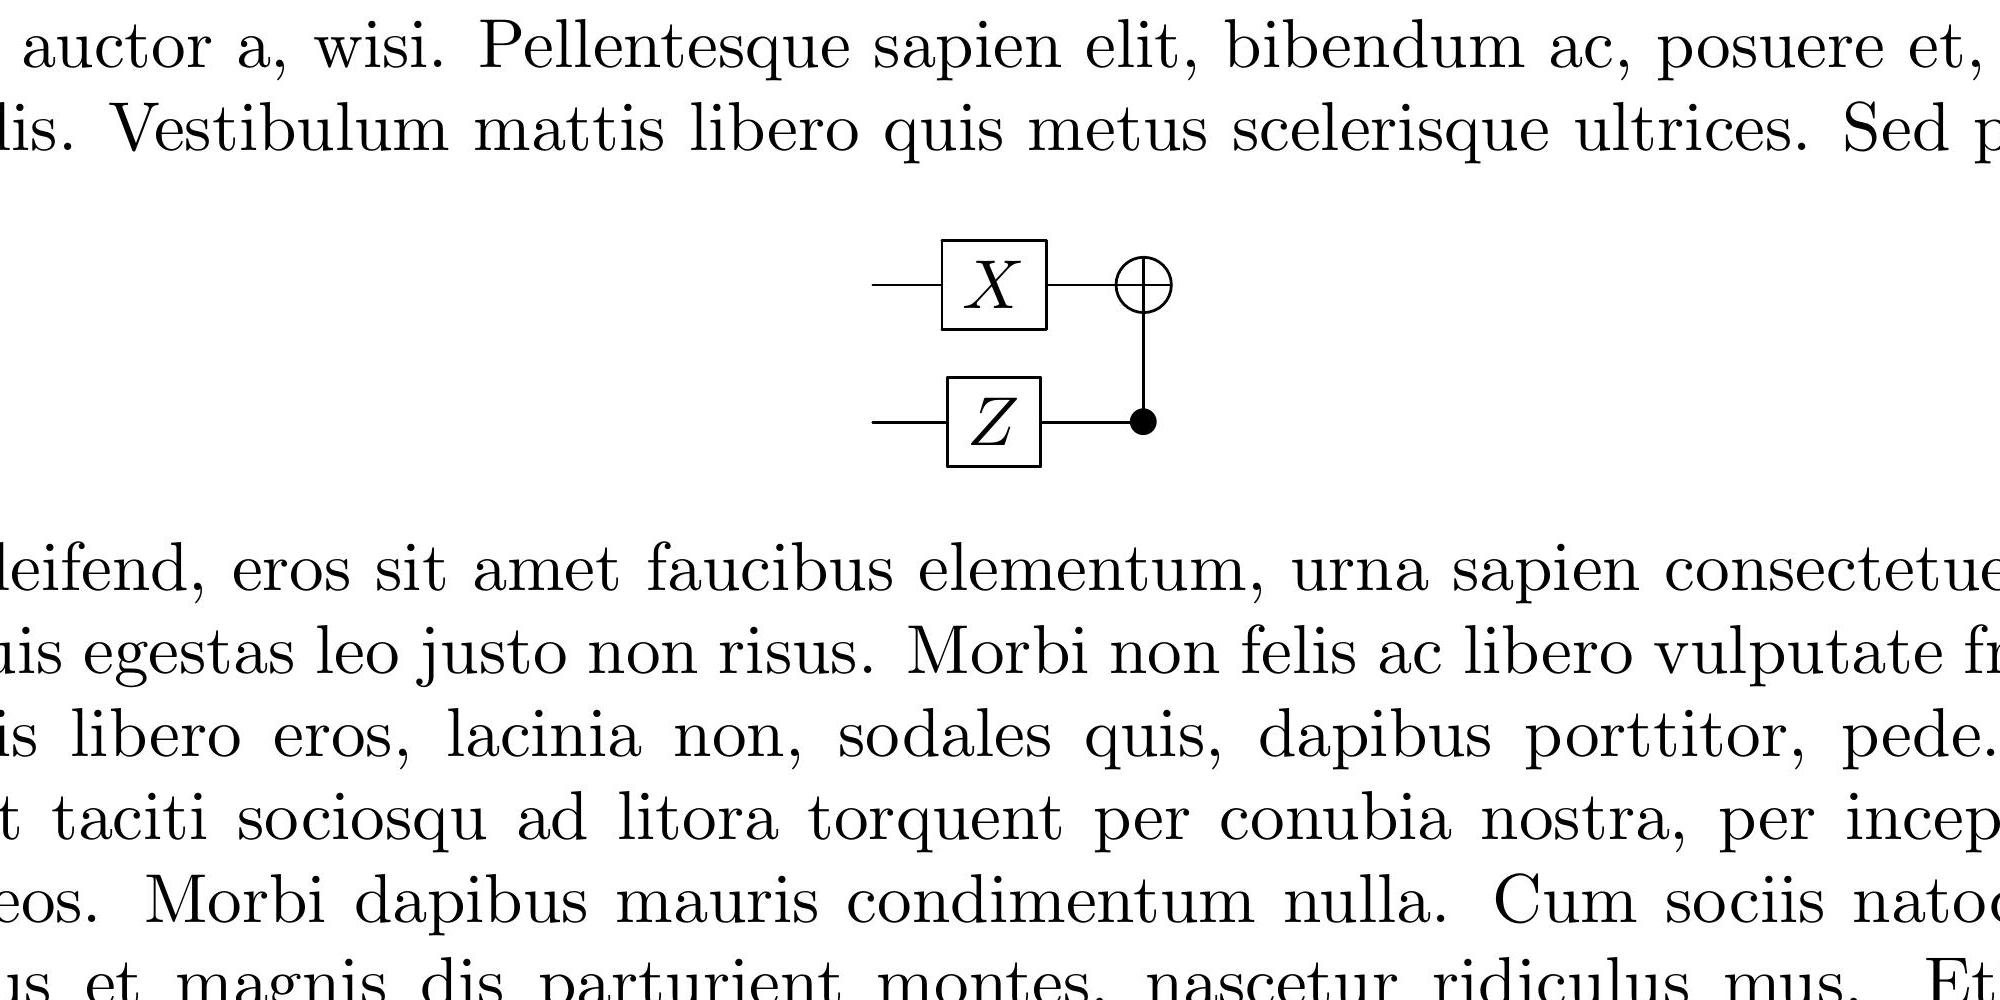 auctor a, wisi. Pellentesque sapien elit, bibendum ac, posuere et,
lis. Vestibulum mattis libero quis metus scelerisque ultrices. Sed p
X
Z
leifend, eros sit amet faucibus elementum, urna sapien consectetue
uis egestas leo justo non risus. Morbi non felis ac libero vulputate fr
is libero eros, lacinia non, sodales quis, dapibus porttitor, pede.
t taciti sociosqu ad litora torquent per conubia nostra, per incep
eos. Morbi dapibus mauris condimentum nulla. Cum sociis natoc
us et magnis dis parturient montes, nascetur ridiculus mus. Et